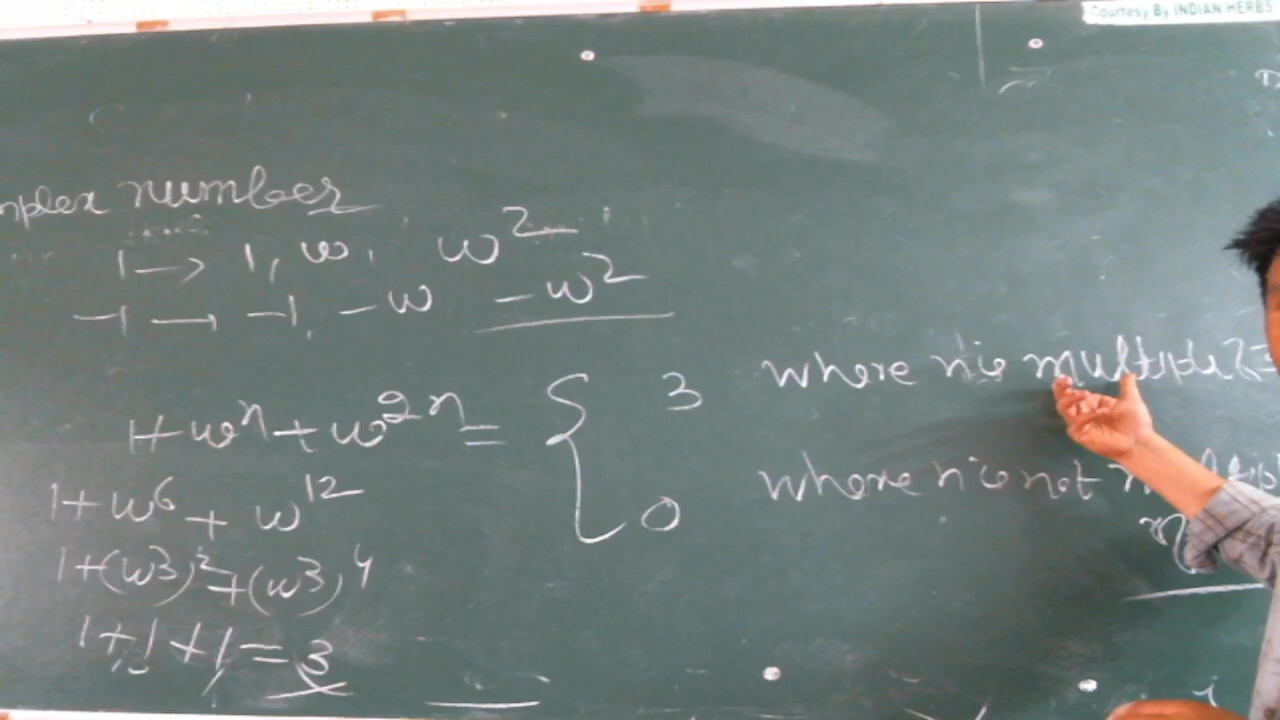 Courtesy By INDIAN HERBS
mplex number
1 → 1, ω, ω²
-1 → -1, -ω -ω²
1+ωⁿ+ω²ⁿ = { 3 where n is multiple 3
0 where n is not
1+ω⁶+ω¹²
1+(ω3)²+(ω3)⁴
1+1+1=3